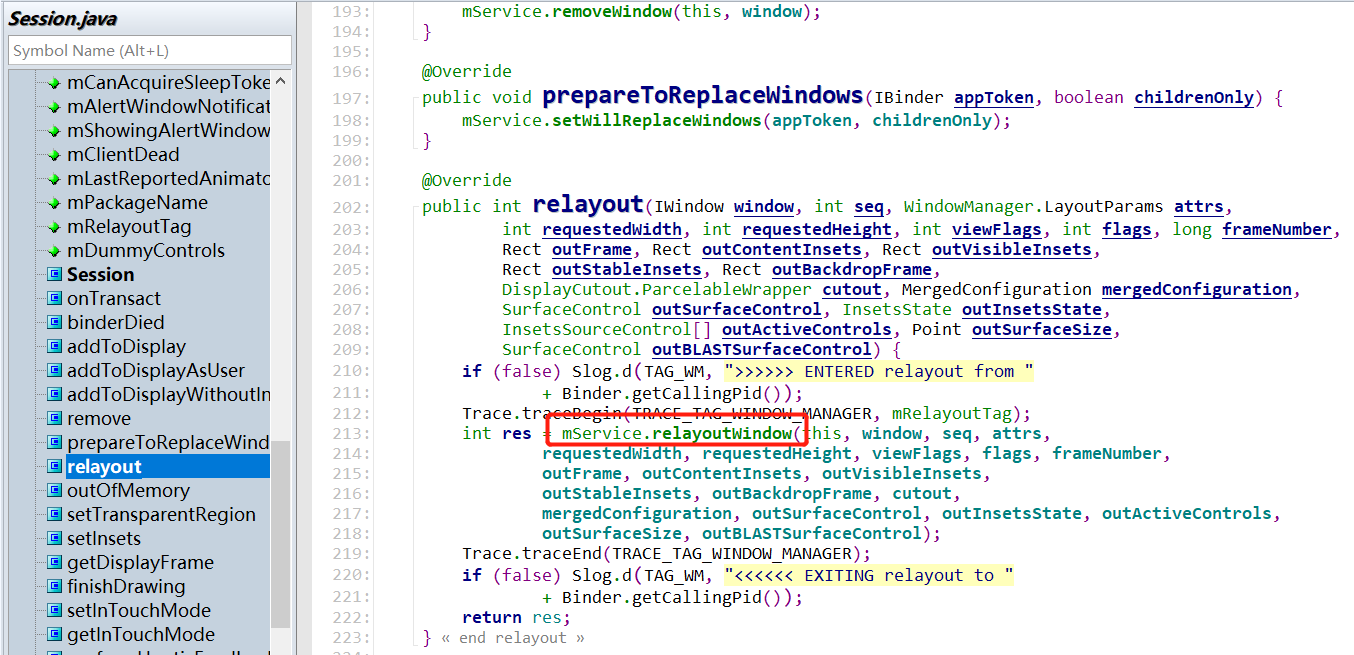 Session.java
Symbol Name (Alt+L)
mCanAcquireSleepToke
mAlertWindowNotificat
mShowingAlertWindow
mClientDead
mLastReportedAnimato
mPackageName
mRelayoutTag
mDummyControls
Session
onTransact
binderDied
addToDisplay
addToDisplayAsUser
addToDisplayWithoutIn
remove
prepareToReplaceWind
relayout
outOfMemory
setTransparentRegion
setInsets
getDisplayFrame
finishDrawing
setInTouchMode
getInTouchMode
193: mService.removeWindow(this, window);
194: }
195:
196: @Override
197: public void prepareToReplaceWindows(IBinder appToken, boolean childrenOnly) {
198: mService.setWillReplaceWindows(appToken, childrenOnly);
199: }
200:
201: @Override
202: public int relayout(IWindow window, int seq, WindowManager.LayoutParams attrs,
203: int requestedWidth, int requestedHeight, int viewFlags, int flags, long frameNumber,
204: Rect outFrame, Rect outContentInsets, Rect outVisibleInsets,
205: Rect outStableInsets, Rect outBackdropFrame,
206: DisplayCutout.ParcelableWrapper cutout, MergedConfiguration mergedConfiguration,
207: SurfaceControl outSurfaceControl, InsetsState outInsetsState,
208: InsetsSourceControl[] outActiveControls, Point outSurfaceSize,
209: SurfaceControl outBLASTSurfaceControl) {
210: if (false) Slog.d(TAG_WM, ">>>>>> ENTERED relayout from "
211: + Binder.getCallingPid());
212: Trace.traceBegin(TRACE_TAG_WINDOW_MANAGER, mRelayoutTag);
213: int res = mService.relayoutWindow(this, window, seq, attrs,
214: requestedWidth, requestedHeight, viewFlags, flags, frameNumber,
215: outFrame, outContentInsets, outVisibleInsets,
216: outStableInsets, outBackdropFrame, cutout,
217: mergedConfiguration, outSurfaceControl, outInsetsState, outActiveControls,
218: outSurfaceSize, outBLASTSurfaceControl);
219: Trace.traceEnd(TRACE_TAG_WINDOW_MANAGER);
220: if (false) Slog.d(TAG_WM, "<<<<<< EXITING relayout to "
221: + Binder.getCallingPid());
222: return res;
223: } « end relayout »